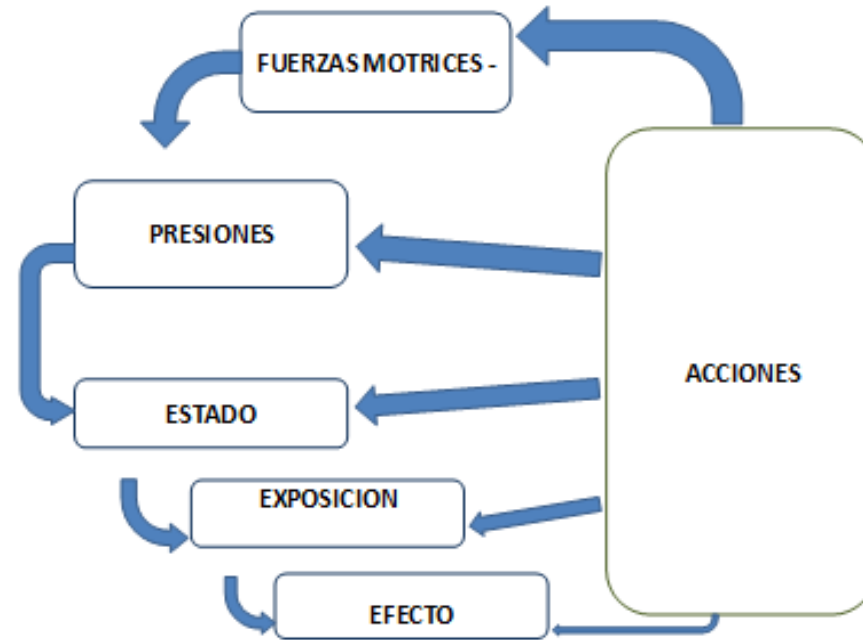 FUERZAS MOTRICES -
PRESIONES
ACCIONES
ESTADO
EXPOSICION
EFECTO